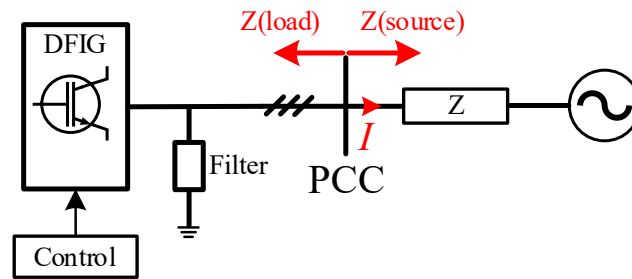 Z(load) Z(source)
DFIG
Z
I
Filter
PCC
Control